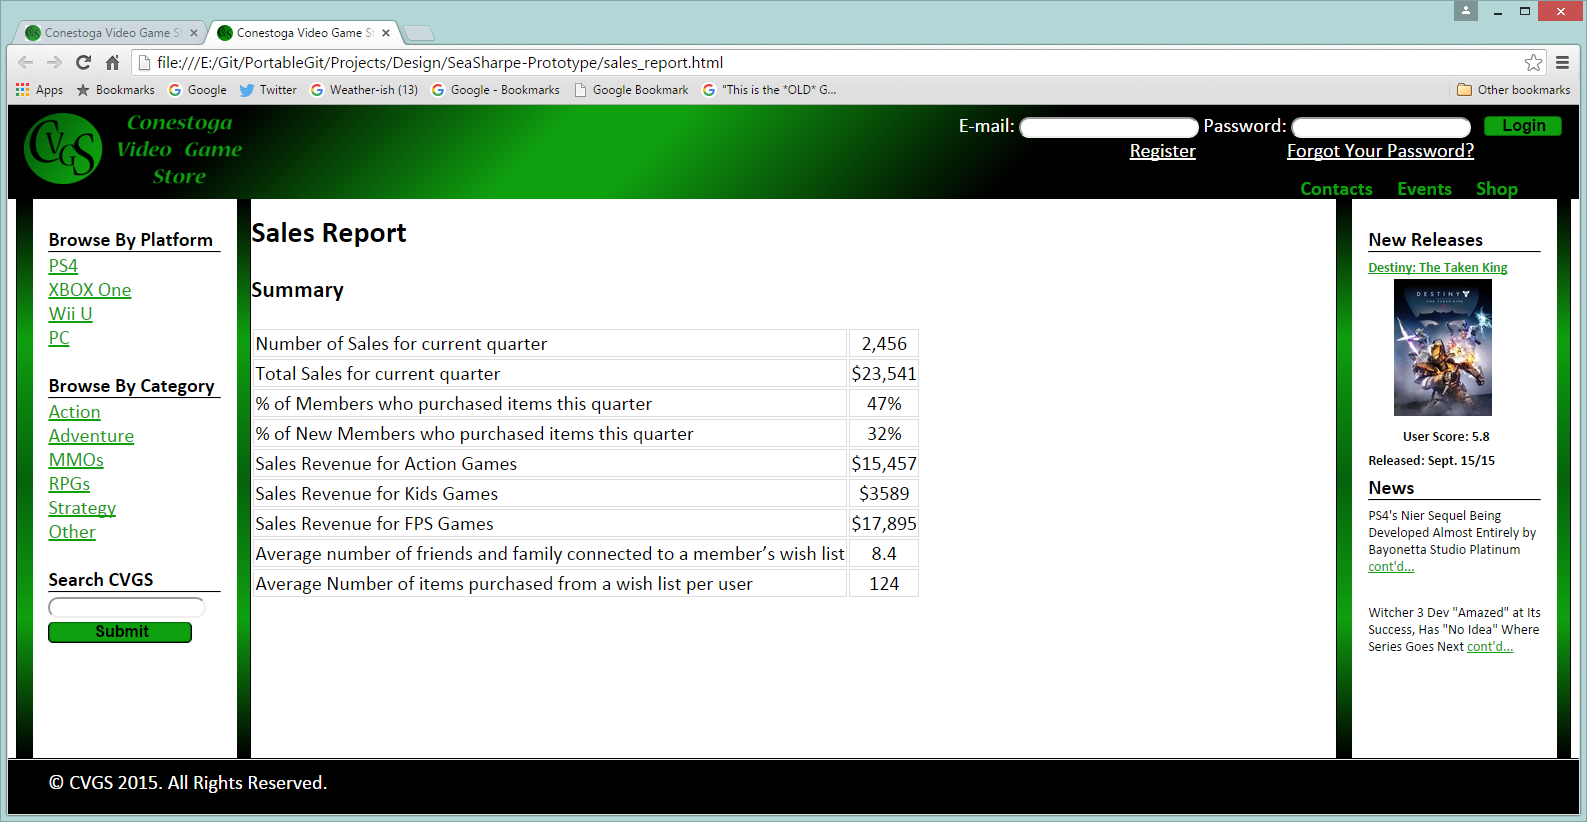 Conestoga Video Game S
Conestoga Video Game S
file:///E:/Git/PortableGit/Projects/Design/SeaSharpe-Prototype/sales_report.html
Apps Bookmarks Google Twitter Weather-ish (13) Google - Bookmarks Google Bookmark "This is the *OLD* G... Other bookmarks
CVGS
Conestoga
Video Game
Store
E-mail: Password: Login
Register Forgot Your Password?
Contacts Events Shop
Browse By Platform
PS4
XBOX One
Wii U
PC
Browse By Category
Action
Adventure
MMOs
RPGs
Strategy
Other
Search CVGS
Submit
Sales Report
Summary
Number of Sales for current quarter 2,456
Total Sales for current quarter $23,541
% of Members who purchased items this quarter 47%
% of New Members who purchased items this quarter 32%
Sales Revenue for Action Games $15,457
Sales Revenue for Kids Games $3589
Sales Revenue for FPS Games $17,895
Average number of friends and family connected to a member’s wish list 8.4
Average Number of items purchased from a wish list per user 124
New Releases
Destiny: The Taken King
DESTINY
THE TAKEN KING
User Score: 5.8
Released: Sept. 15/15
News
PS4's Nier Sequel Being
Developed Almost Entirely by
Bayonetta Studio Platinum
cont'd...
Witcher 3 Dev "Amazed" at Its
Success, Has "No Idea" Where
Series Goes Next cont'd...
© CVGS 2015. All Rights Reserved.